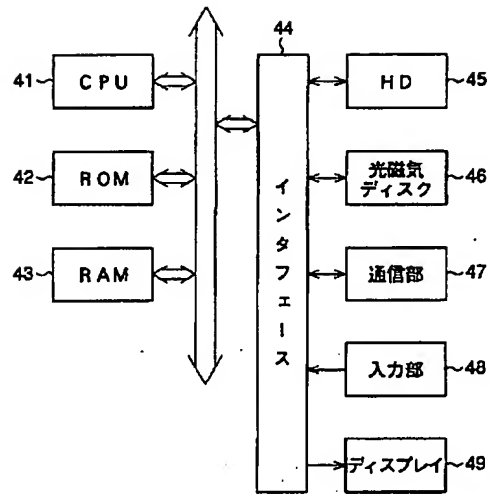 44
41
CPU
HD
45
42
ROM
光磁気
ディスク
46
インタフェース
43
RAM
通信部
47
入力部
48
ディスプレイ
49